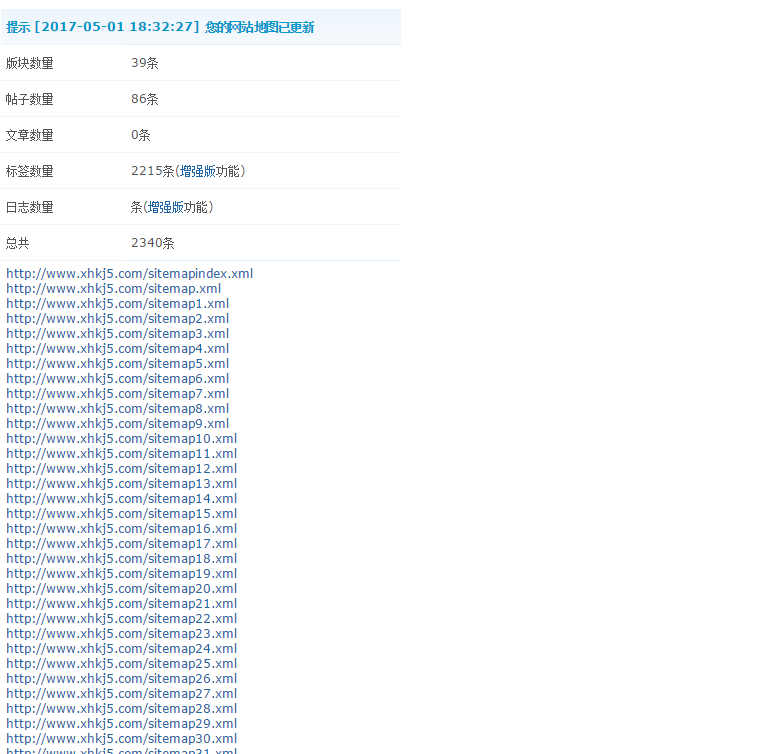 提示 [2017-05-01 18:32:27] 您的网站地图已更新
版块数量 39条
帖子数量 86条
文章数量 0条
标签数量 2215条(增强版功能)
日志数量 条(增强版功能)
总共 2340条
http://www.xhkj5.com/sitemapindex.xml
http://www.xhkj5.com/sitemap.xml
http://www.xhkj5.com/sitemap1.xml
http://www.xhkj5.com/sitemap2.xml
http://www.xhkj5.com/sitemap3.xml
http://www.xhkj5.com/sitemap4.xml
http://www.xhkj5.com/sitemap5.xml
http://www.xhkj5.com/sitemap6.xml
http://www.xhkj5.com/sitemap7.xml
http://www.xhkj5.com/sitemap8.xml
http://www.xhkj5.com/sitemap9.xml
http://www.xhkj5.com/sitemap10.xml
http://www.xhkj5.com/sitemap11.xml
http://www.xhkj5.com/sitemap12.xml
http://www.xhkj5.com/sitemap13.xml
http://www.xhkj5.com/sitemap14.xml
http://www.xhkj5.com/sitemap15.xml
http://www.xhkj5.com/sitemap16.xml
http://www.xhkj5.com/sitemap17.xml
http://www.xhkj5.com/sitemap18.xml
http://www.xhkj5.com/sitemap19.xml
http://www.xhkj5.com/sitemap20.xml
http://www.xhkj5.com/sitemap21.xml
http://www.xhkj5.com/sitemap22.xml
http://www.xhkj5.com/sitemap23.xml
http://www.xhkj5.com/sitemap24.xml
http://www.xhkj5.com/sitemap25.xml
http://www.xhkj5.com/sitemap26.xml
http://www.xhkj5.com/sitemap27.xml
http://www.xhkj5.com/sitemap28.xml
http://www.xhkj5.com/sitemap29.xml
http://www.xhkj5.com/sitemap30.xml
http://www.xhkj5.com/sitemap31.xml